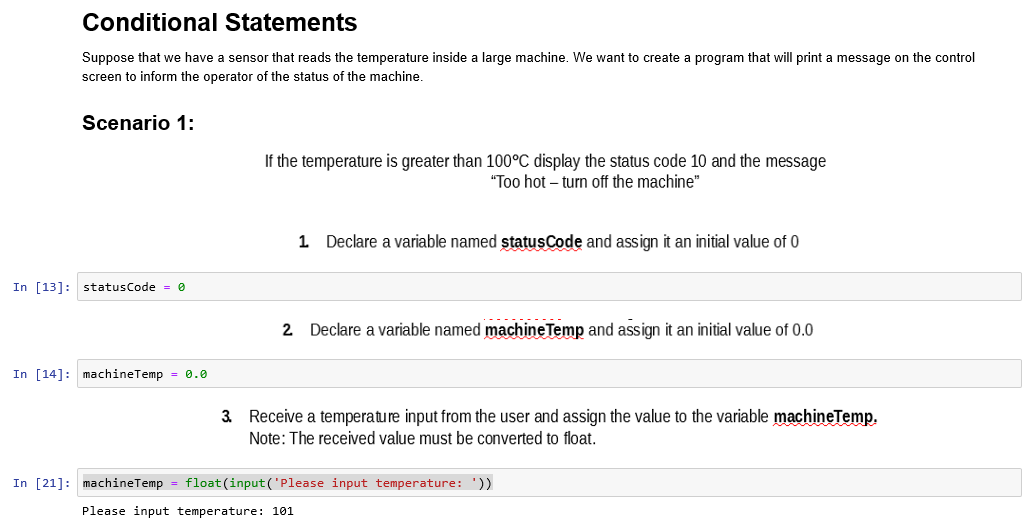 Conditional Statements
Suppose that we have a sensor that reads the temperature inside a large machine. We want to create a program that will print a message on the control
screen to inform the operator of the status of the machine.
Scenario 1:
If the temperature is greater than 100°C display the status code 10 and the message
“Too hot – turn off the machine”
1. Declare a variable named statusCode and assign it an initial value of 0
In [13]: statusCode = 0
2. Declare a variable named machineTemp and assign it an initial value of 0.0
In [14]: machineTemp = 0.0
3. Receive a temperature input from the user and assign the value to the variable machineTemp.
Note: The received value must be converted to float.
In [21]: machineTemp = float(input('Please input temperature: '))
Please input temperature: 101